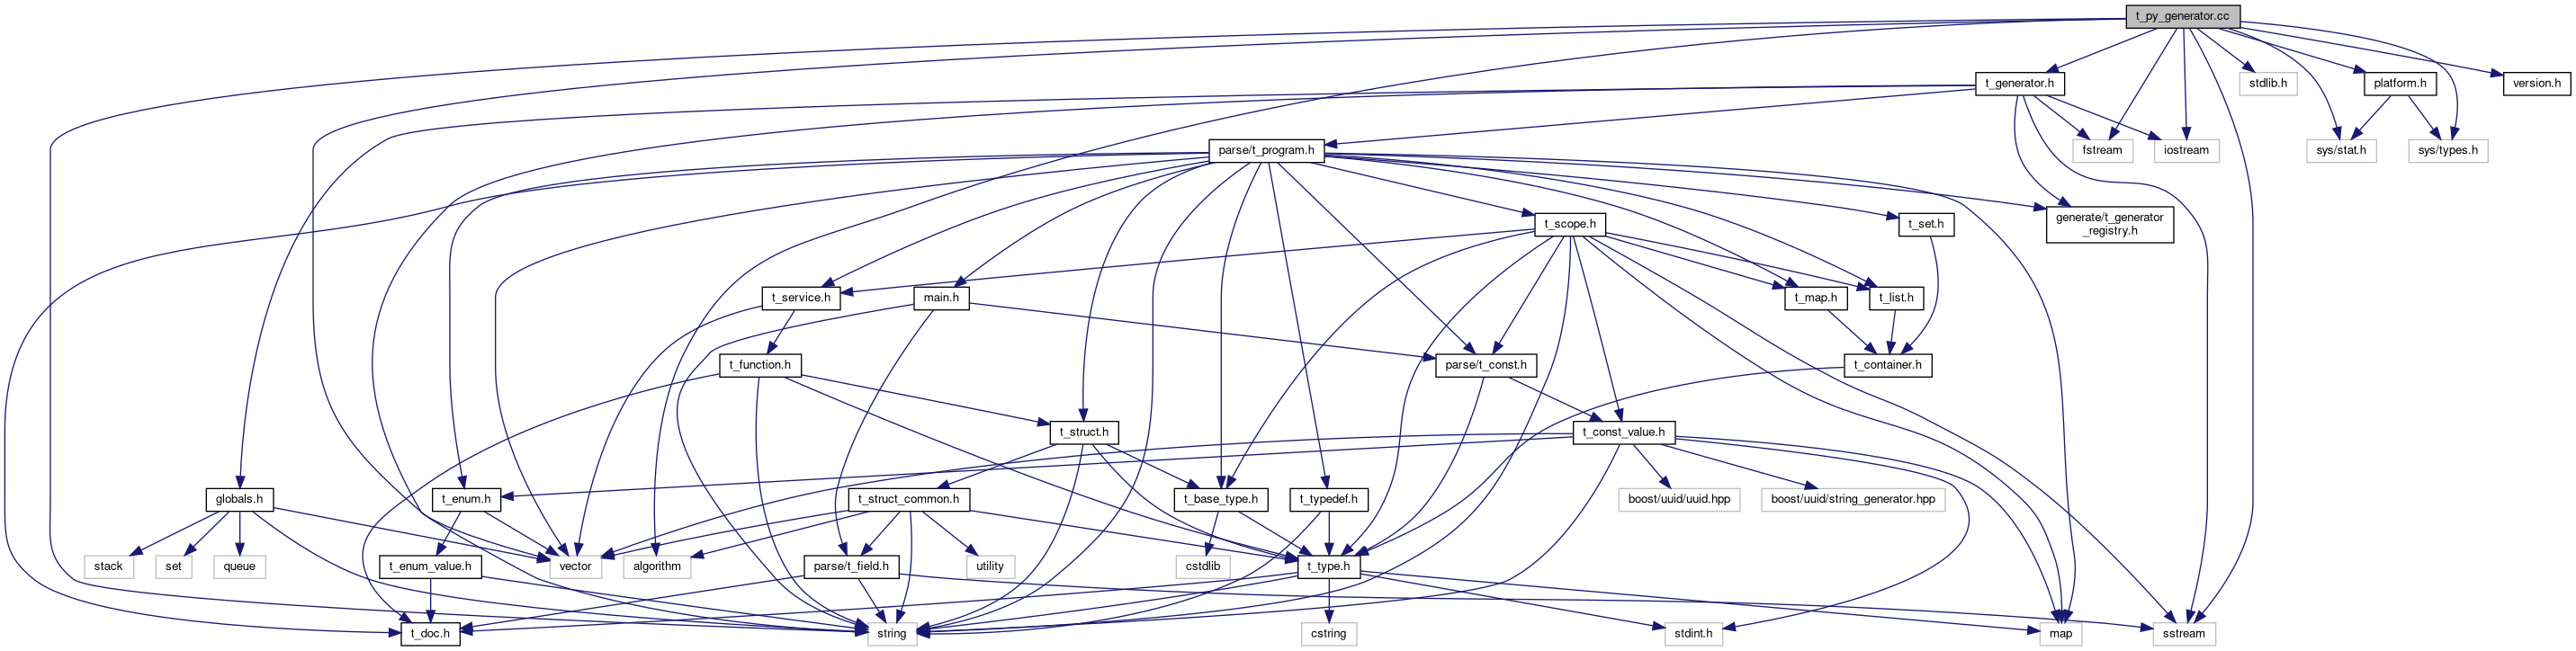 t_py_generator.cc
t_generator.h
stdlib.h
platform.h
version.h
parse/t_program.h
fstream
iostream
sys/stat.h
sys/types.h
t_scope.h
t_set.h
generate/t_generator
_registry.h
t_service.h
main.h
t_map.h
t_list.h
t_function.h
parse/t_const.h
t_container.h
t_struct.h
t_const_value.h
globals.h
t_enum.h
t_struct_common.h
t_base_type.h
t_typedef.h
boost/uuid/uuid.hpp
boost/uuid/string_generator.hpp
stack
set
queue
t_enum_value.h
vector
algorithm
parse/t_field.h
utility
cstdlib
t_type.h
t_doc.h
string
cstring
stdint.h
map
sstream